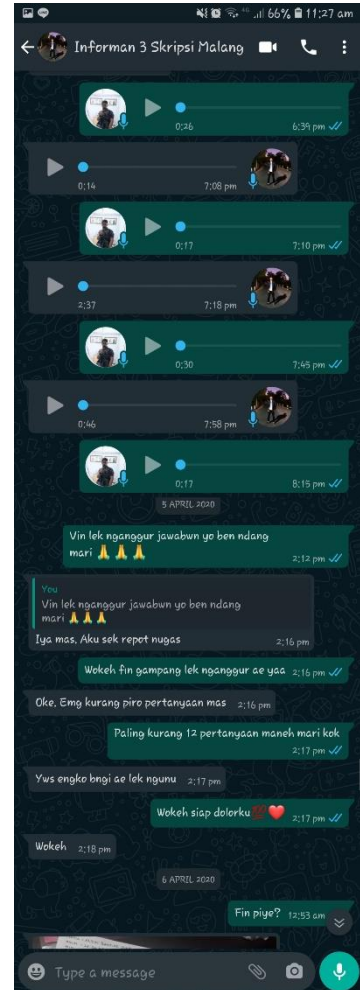 66% 11:27 am
Informan 3 Skripsi Malang
0:26 6:39 pm
0:14 7:08 pm
0:17 7:10 pm
2:37 7:18 pm
0:30 7:45 pm
0:46 7:58 pm
0:17 8:15 pm
5 APRIL 2020
Vin lek nganggur jawabwn yo ben ndang
mari 🙏🙏🙏
2:12 pm
You
Vin lek nganggur jawabwn yo ben ndang
mari 🙏🙏🙏
Iya mas. Aku sek repot nugas 2:16 pm
Wokeh fin gampang lek nganggur ae yaa 2:16 pm
Oke. Emg kurang piro pertanyaan mas 2:16 pm
Paling kurang 12 pertanyaan maneh mari kok
2:17 pm
Yws engko bngi ae lek ngunu 2:17 pm
Wokeh siap dolorku💯❤️ 2:17 pm
Wokeh 2:18 pm
6 APRIL 2020
Fin piye? 12:53 am
Type a message